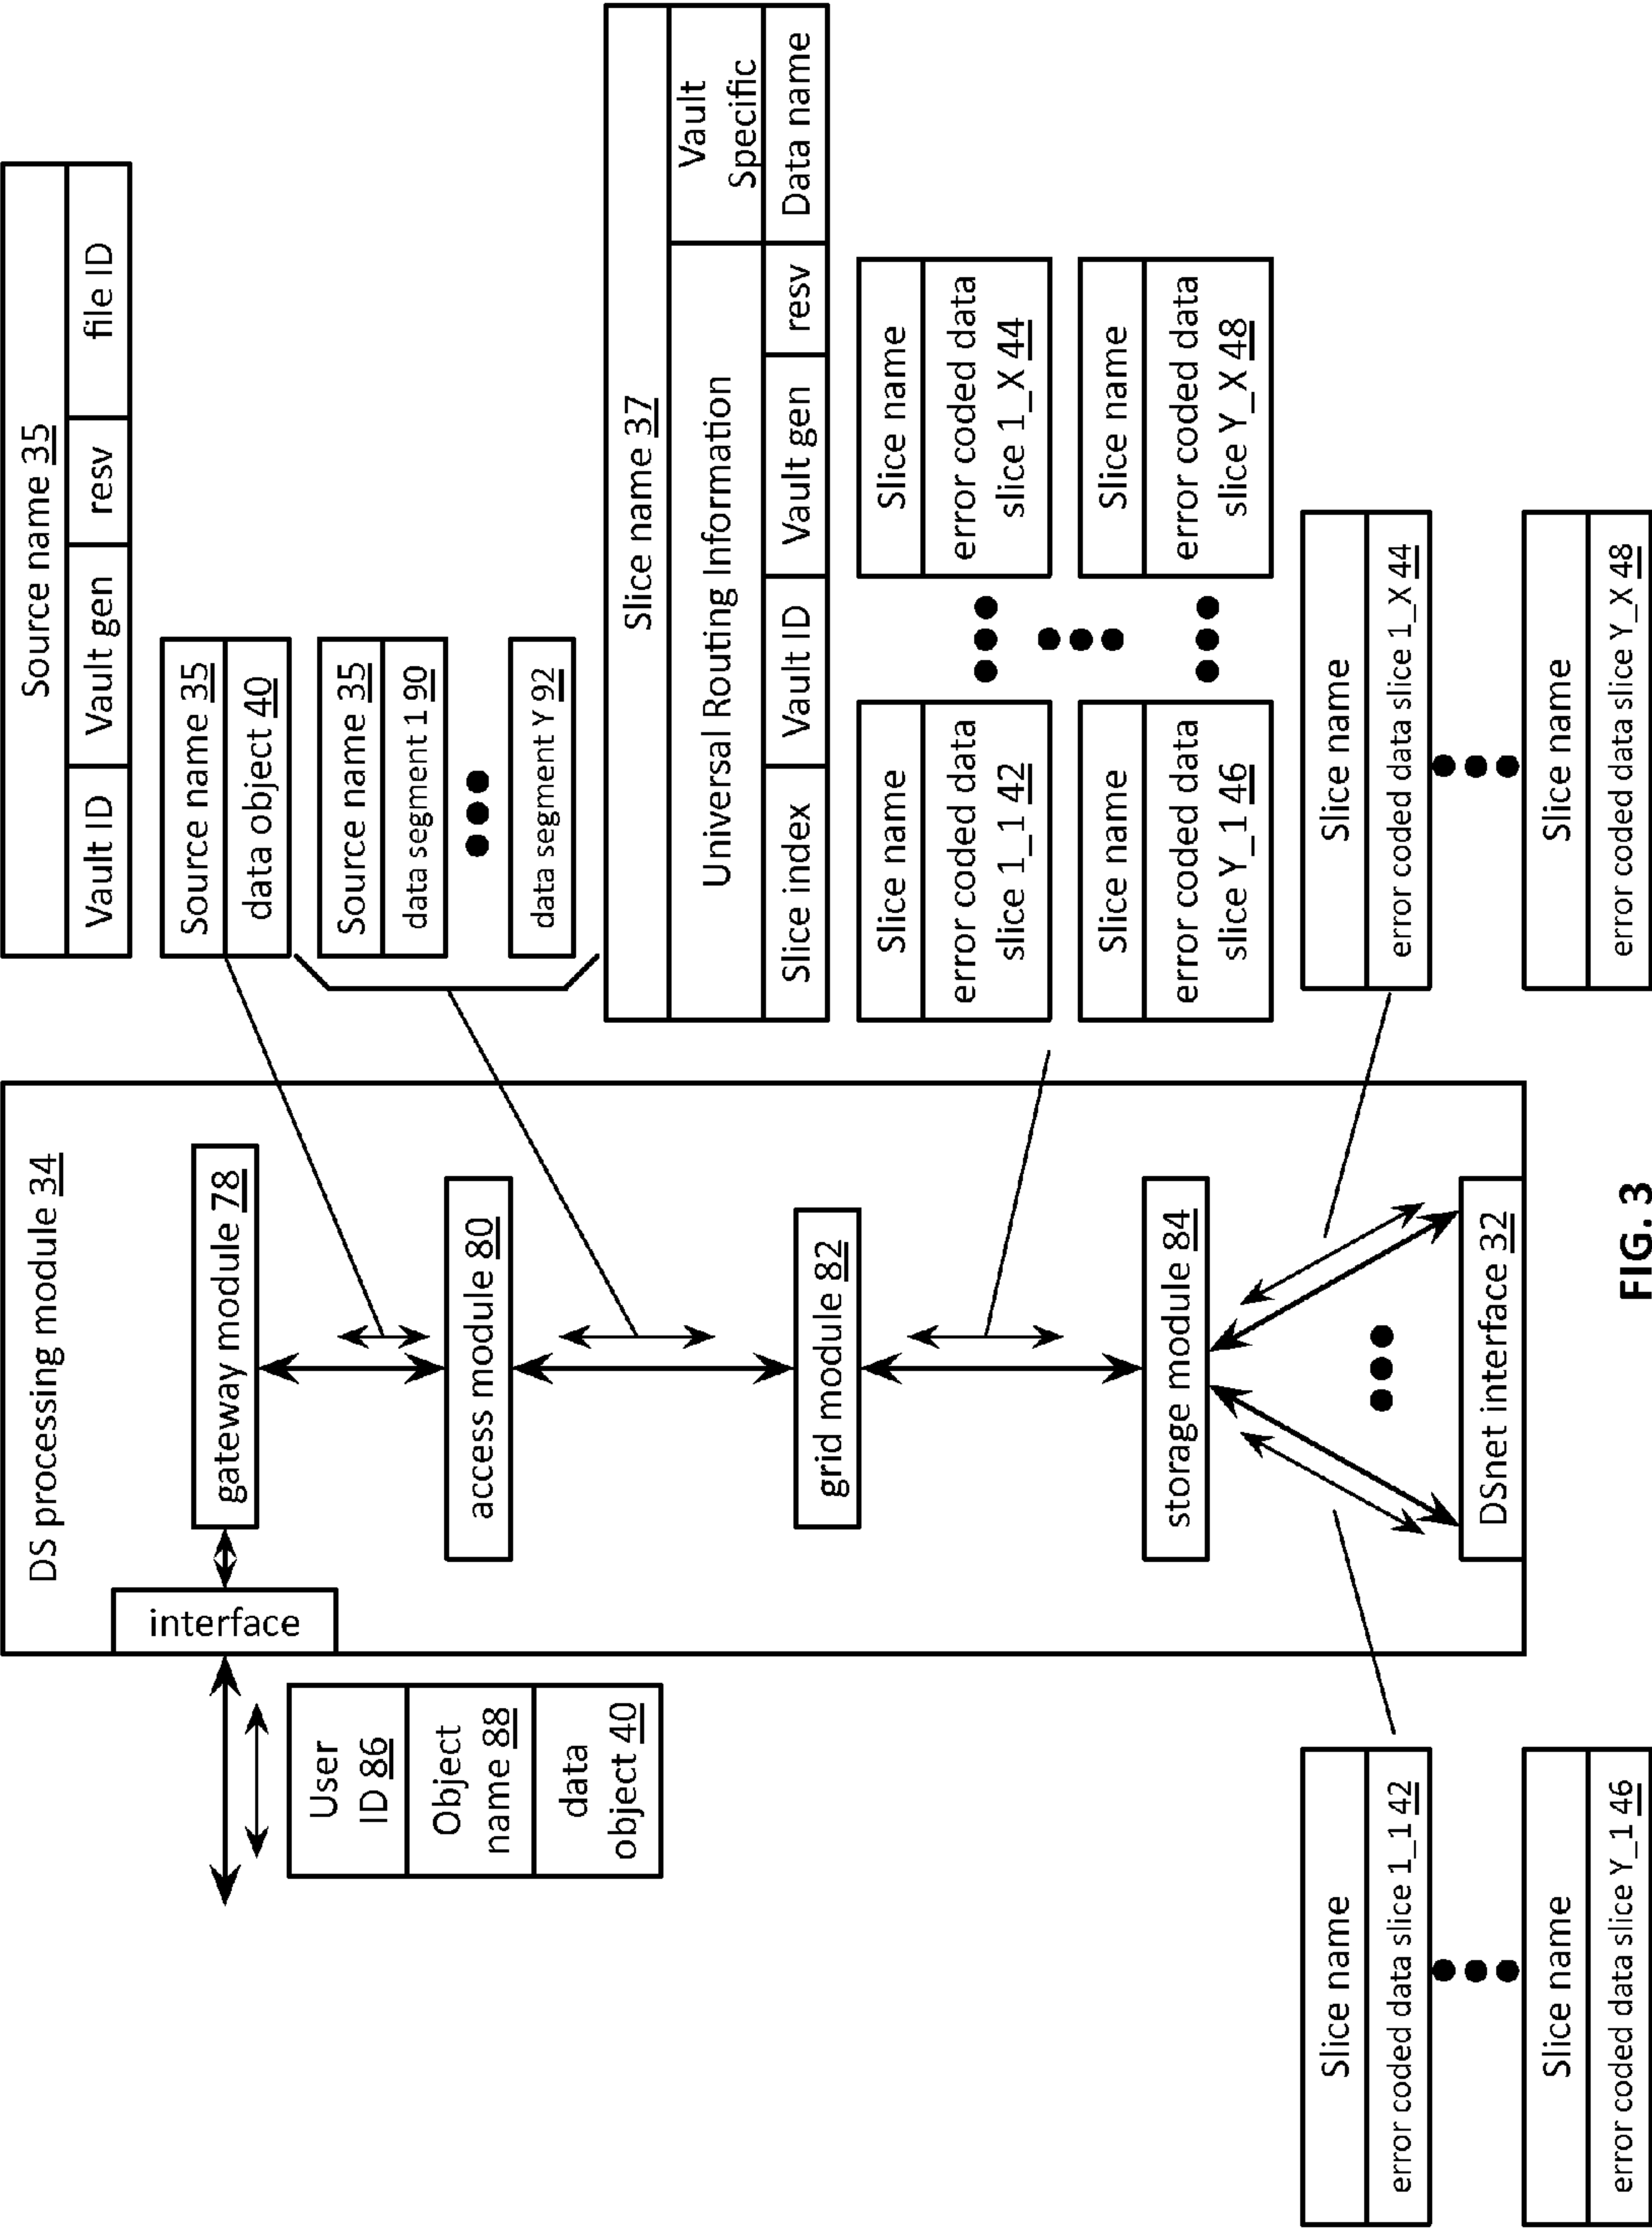 DS processing module 34
interface
gateway module 78
access module 80
grid module 82
storage module 84
DSnet interface 32
User
ID 86
Object
name 88
data
object 40
Source name 35
Vault ID
Vault gen
resv
file ID
Source name 35
data object 40
Source name 35
data segment 1 90
data segment Y 92
Slice name 37
Universal Routing Information
Vault
Specific
Slice index
Vault ID
Vault gen
resv
Data name
Slice name
error coded data
slice 1_1 42
Slice name
error coded data
slice 1_X 44
Slice name
error coded data
slice Y_1 46
Slice name
error coded data
slice Y_X 48
Slice name
error coded data slice 1_1 42
Slice name
error coded data slice Y_1 46
Slice name
error coded data slice 1_X 44
Slice name
error coded data slice Y_X 48
FIG. 3